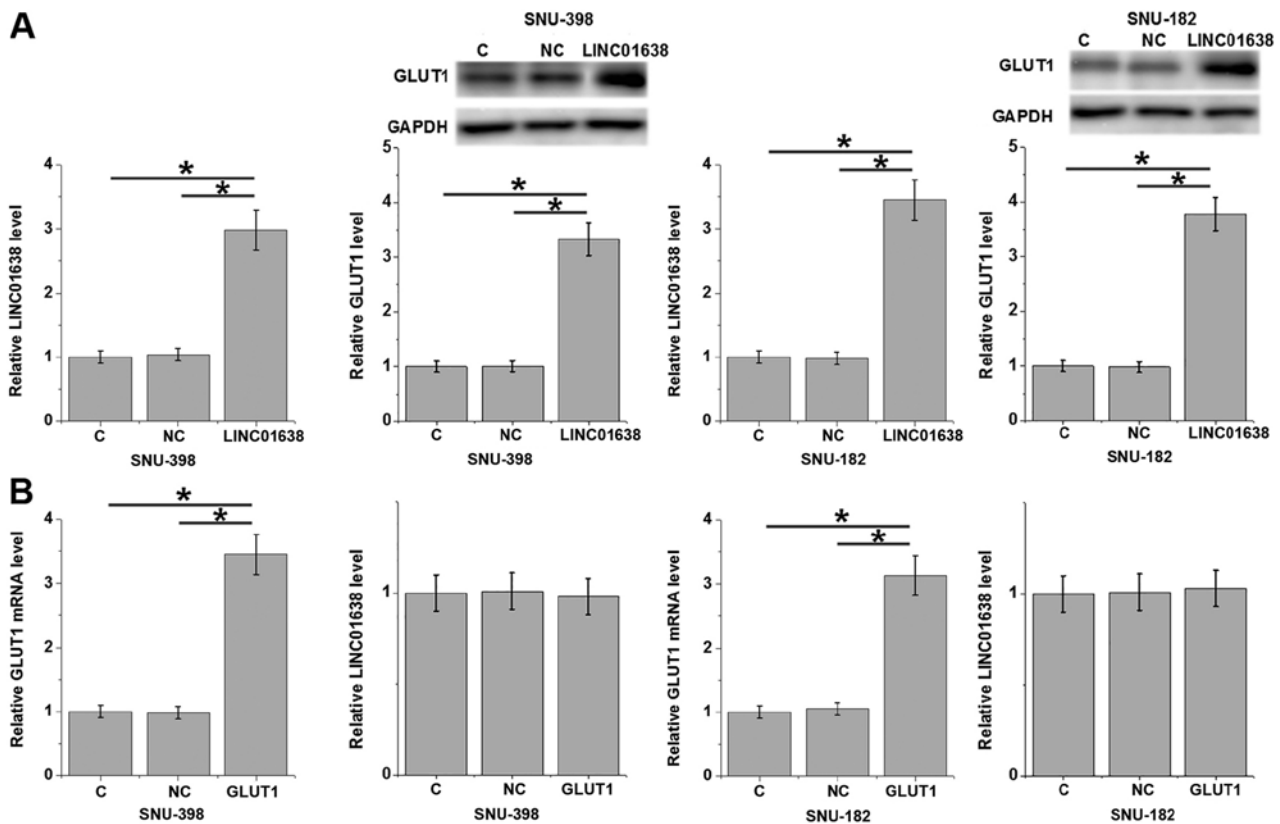 A
SNU-398
C NC LINC01638
GLUT1
GAPDH
SNU-182
C NC LINC01638
GLUT1
GAPDH
Relative LINC01638 level
4
3
2
1
0
* *
C NC LINC01638
SNU-398
Relative GLUT1 level
5
4
3
2
1
0
* *
C NC LINC01638
SNU-398
Relative LINC01638 level
4
3
2
1
0
* *
C NC LINC01638
SNU-182
Relative GLUT1 level
5
4
3
2
1
0
* *
C NC LINC01638
SNU-182
B
Relative GLUT1 mRNA level
4
3
2
1
0
* *
C NC GLUT1
SNU-398
Relative LINC01638 level
1
0
C NC GLUT1
SNU-398
Relative GLUT1 mRNA level
4
3
2
1
0
* *
C NC GLUT1
SNU-182
Relative LINC01638 level
1
0
C NC GLUT1
SNU-182